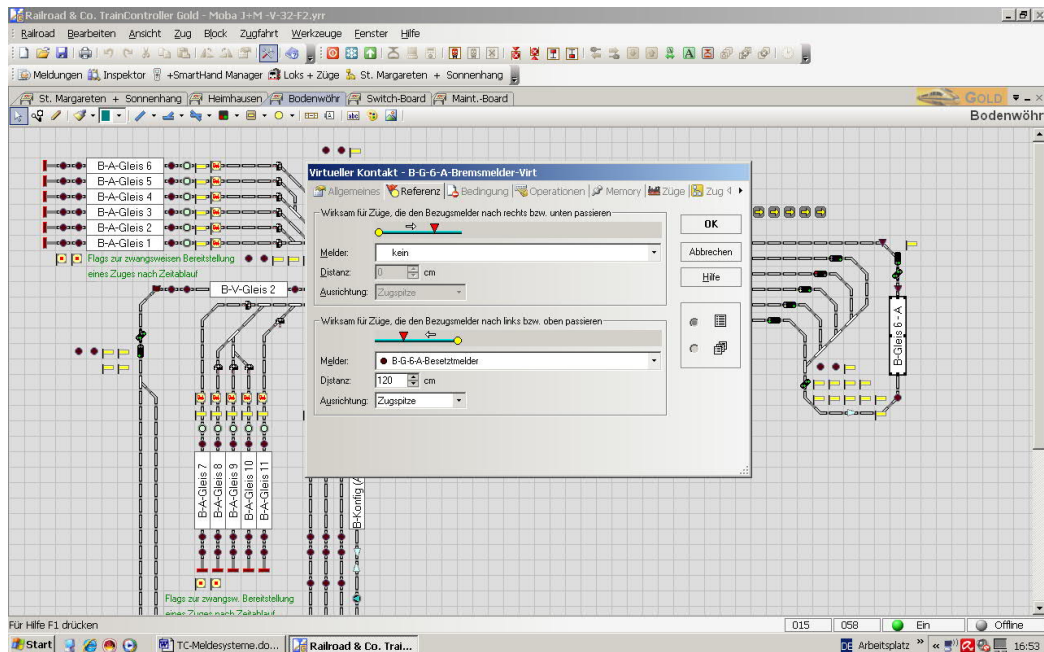 Railroad & Co. TrainController Gold - Moba J+M -V-32-F2.yrr
Railroad Bearbeiten Ansicht Zug Block Zugfahrt Werkzeuge Fenster Hilfe
Meldungen Inspektor +SmartHand Manager Loks + Züge St. Margareten + Sonnenhang
St. Margareten + Sonnenhang Heimhausen Bodenwöhr Switch-Board Maint.-Board GOLD
Bodenwöhr
B-A-Gleis 6
B-A-Gleis 5
B-A-Gleis 4
B-A-Gleis 3
B-A-Gleis 2
B-A-Gleis 1
Flags zur zwangsweisen Bereitstellung
eines Zuges nach Zeitablauf
B-V-Gleis 2
Virtueller Kontakt - B-G-6-A-Bremsmelder-Virt
Allgemeines Referenz Bedingung Operationen Memory Züge Zug
Wirksam für Züge, die den Bezugsmelder nach rechts bzw. unten passieren
Melder: kein
Distanz: 0 cm
Ausrichtung: Zugspitze
Wirksam für Züge, die den Bezugsmelder nach links bzw. oben passieren
Melder: B-G-6-A-Besetztmelder
Distanz: 120 cm
Ausrichtung: Zugspitze
OK
Abbrechen
Hilfe
B-Gleis 6 - A
B-A-Gleis 7
B-A-Gleis 8
B-A-Gleis 9
B-A-Gleis 10
B-A-Gleis 11
B-Konfig (A
Flags zur zwangsw. Bereitstellung
eines Zuges nach Zeitablauf
Für Hilfe F1 drücken 015 058 Ein Offline
Start TC-Meldesysteme.do... Railroad & Co. Trai... DE Arbeitsplatz » « 16:53